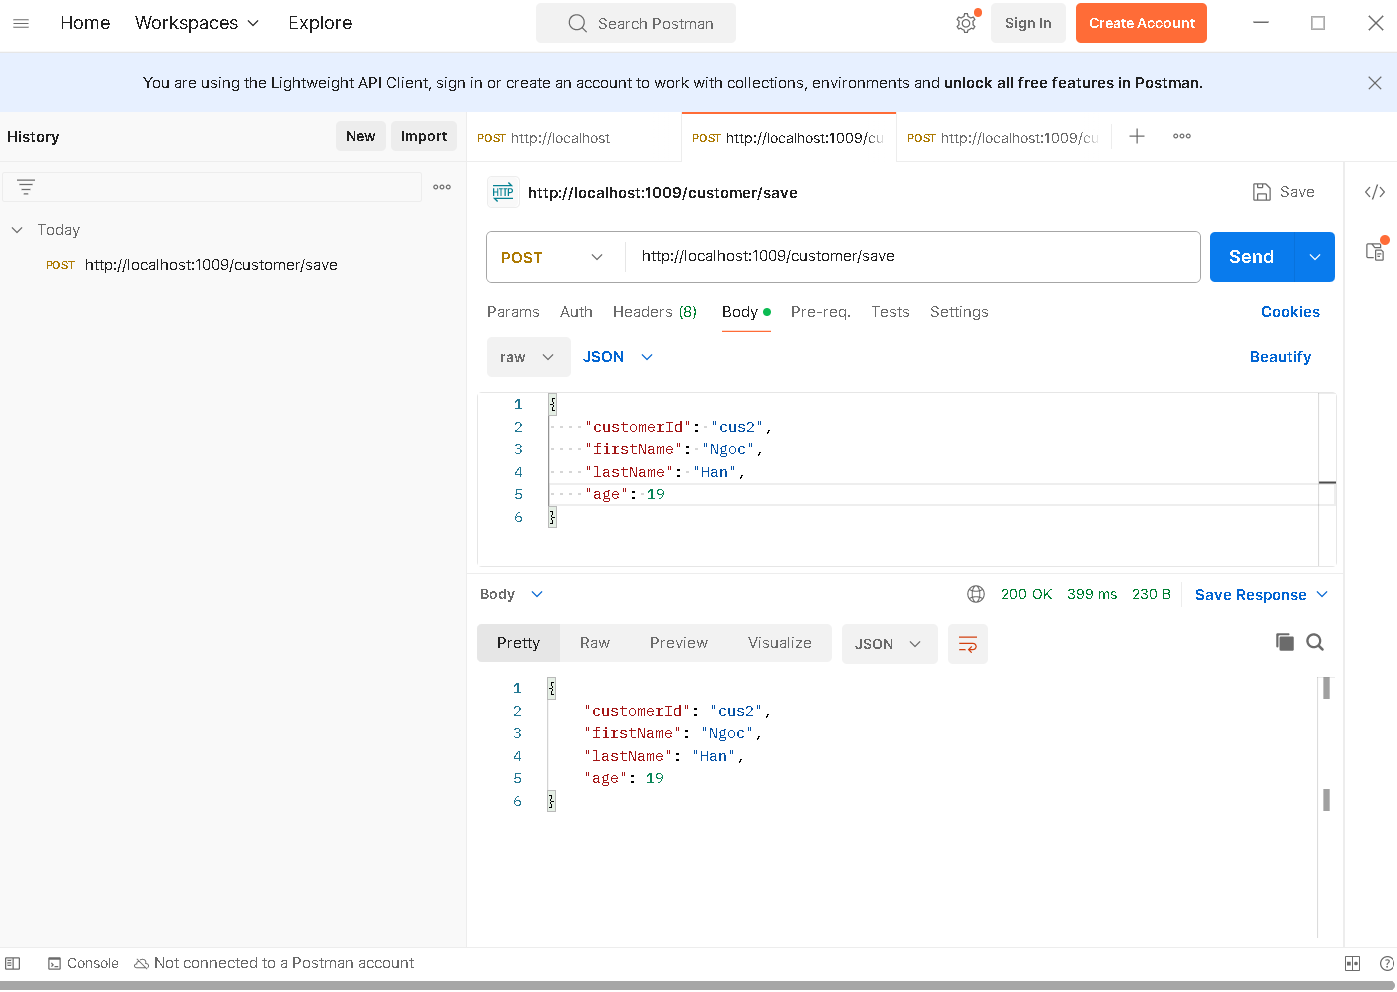 Home Workspaces Explore Search Postman Sign In Create Account
You are using the Lightweight API Client, sign in or create an account to work with collections, environments and unlock all free features in Postman.
History New Import
POST http://localhost POST http://localhost:1009/cu POST http://localhost:1009/cu
HTTP http://localhost:1009/customer/save Save
Today
POST http://localhost:1009/customer/save
POST http://localhost:1009/customer/save Send
Params Auth Headers (8) Body Pre-req. Tests Settings Cookies
raw JSON Beautify
1 {
2 "customerId": "cus2",
3 "firstName": "Ngoc",
4 "lastName": "Han",
5 "age": 19
6 }
Body 200 OK 399 ms 230 B Save Response
Pretty Raw Preview Visualize JSON
1 {
2 "customerId": "cus2",
3 "firstName": "Ngoc",
4 "lastName": "Han",
5 "age": 19
6 }
Console Not connected to a Postman account